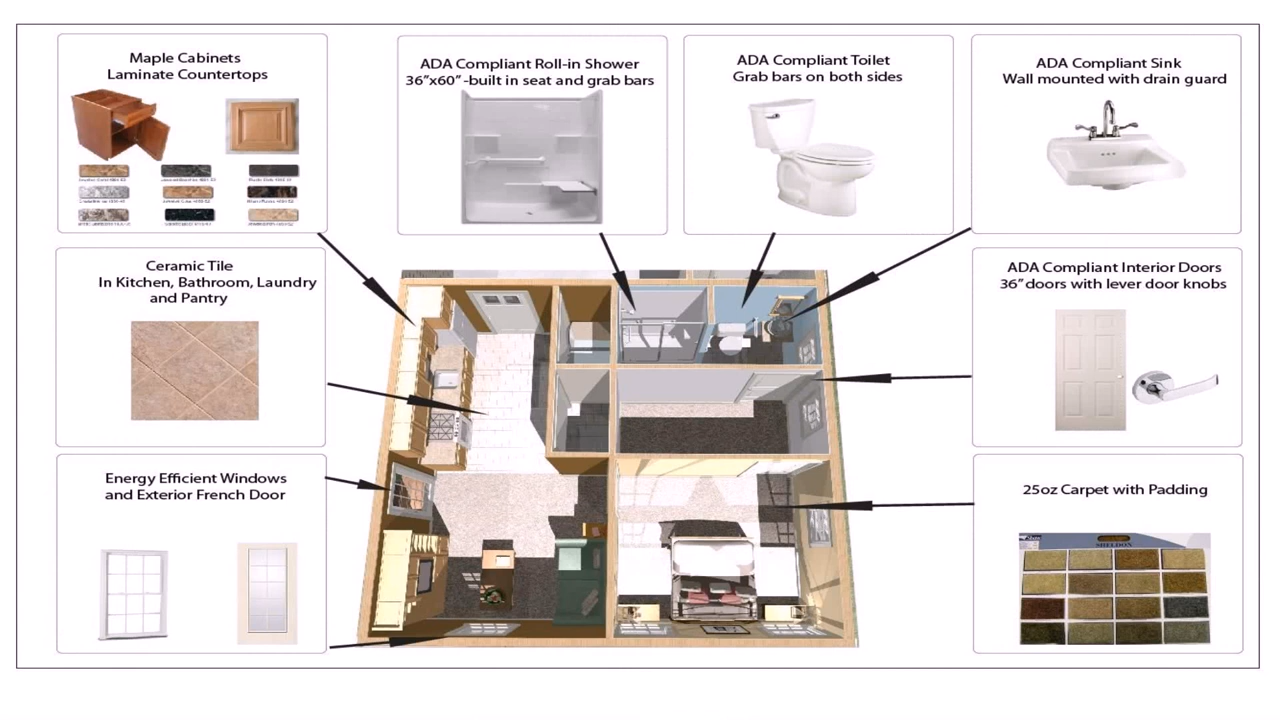 Maple Cabinets
Laminate Countertops
ADA Compliant Roll-in Shower
36"x60" -built in seat and grab bars
ADA Compliant Toilet
Grab bars on both sides
ADA Compliant Sink
Wall mounted with drain guard
Ceramic Tile
In Kitchen, Bathroom, Laundry
and Pantry
ADA Compliant Interior Doors
36" doors with lever door knobs
Energy Efficient Windows
and Exterior French Door
25oz Carpet with Padding
SHELDON